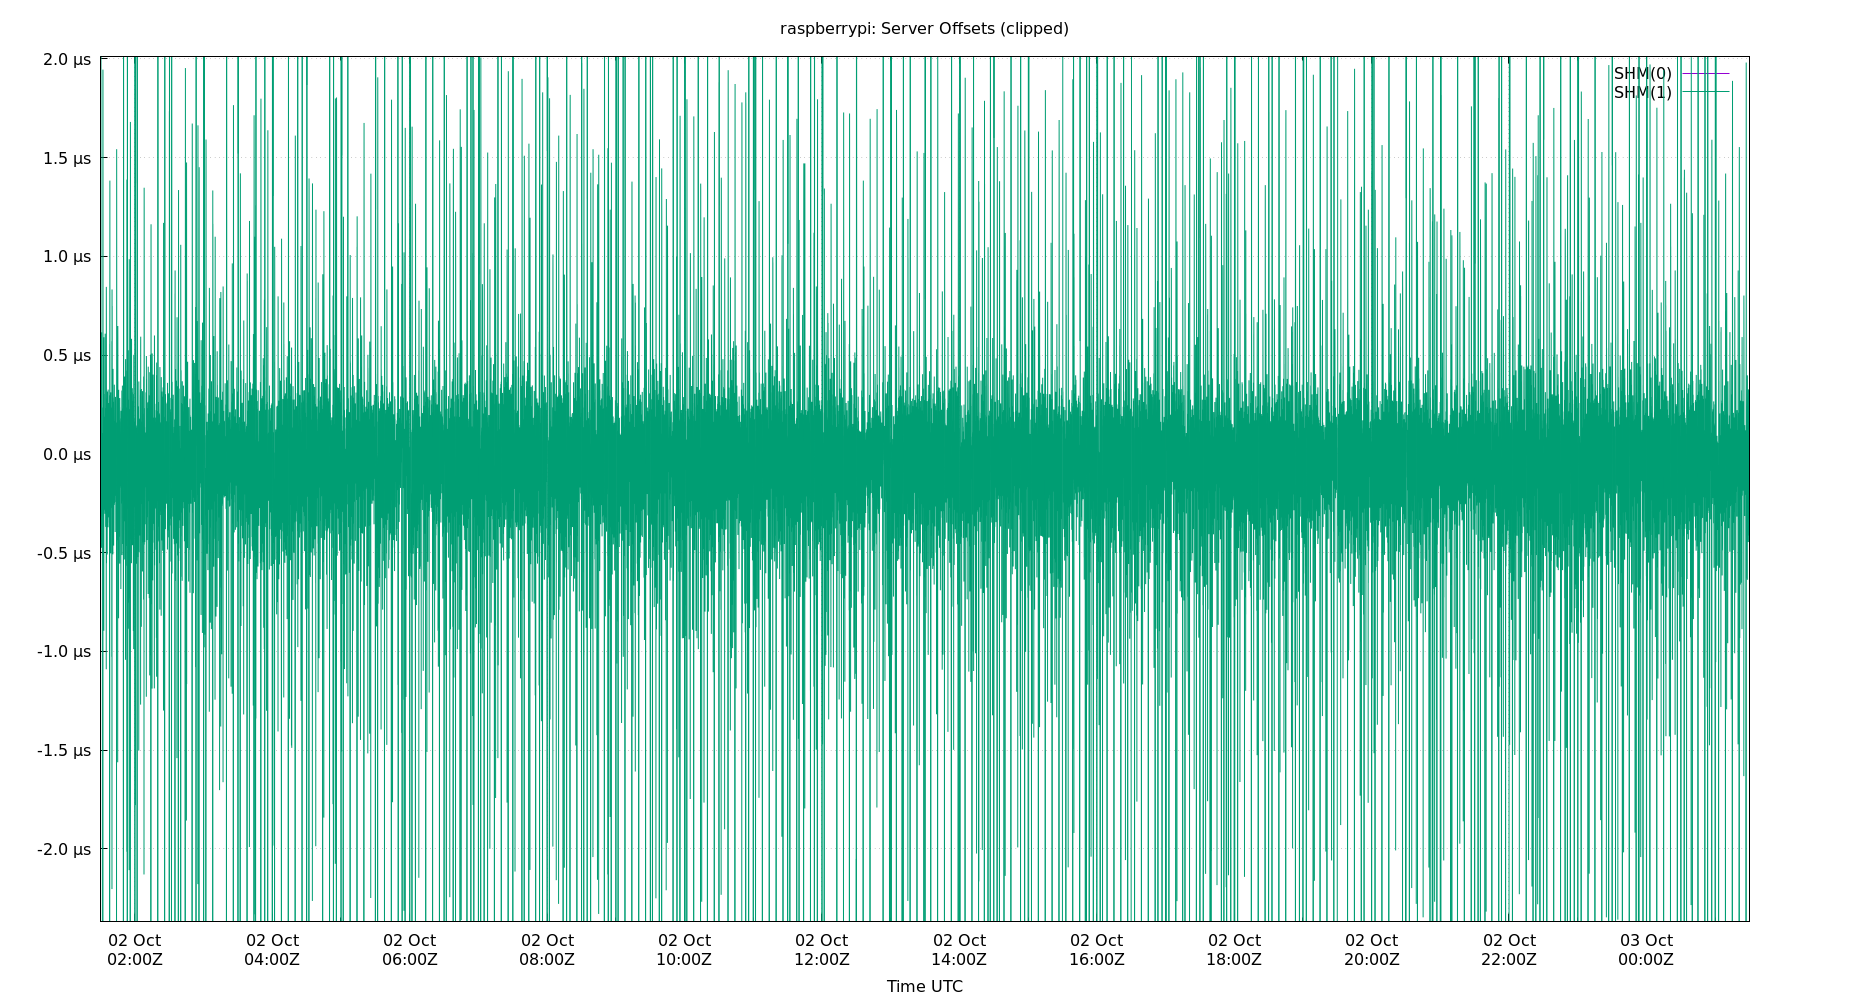 raspberrypi: Server Offsets (clipped)
2.0 µs
SHM(0)
SHM(1)
1.5 µs
1.0 µs
0.5 µs
0.0 µs
-0.5 µs
-1.0 µs
-1.5 µs
-2.0 µs
02 Oct 02 Oct 02 Oct 02 Oct 02 Oct 02 Oct 02 Oct 02 Oct 02 Oct 02 Oct 02 Oct 03 Oct
02:00Z 04:00Z 06:00Z 08:00Z 10:00Z 12:00Z 14:00Z 16:00Z 18:00Z 20:00Z 22:00Z 00:00Z
Time UTC